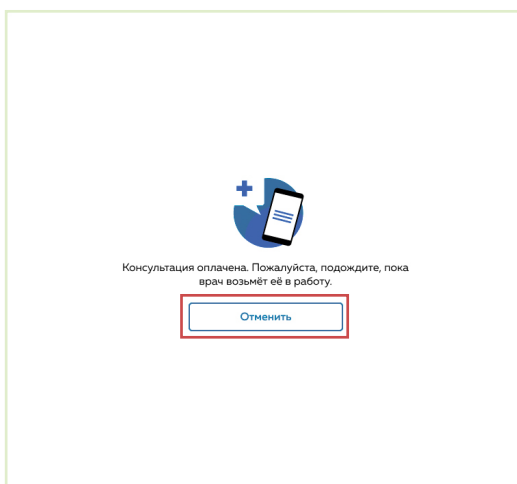 Консультация оплачена. Пожалуйста, подождите, пока
врач возьмёт её в работу.
Отменить